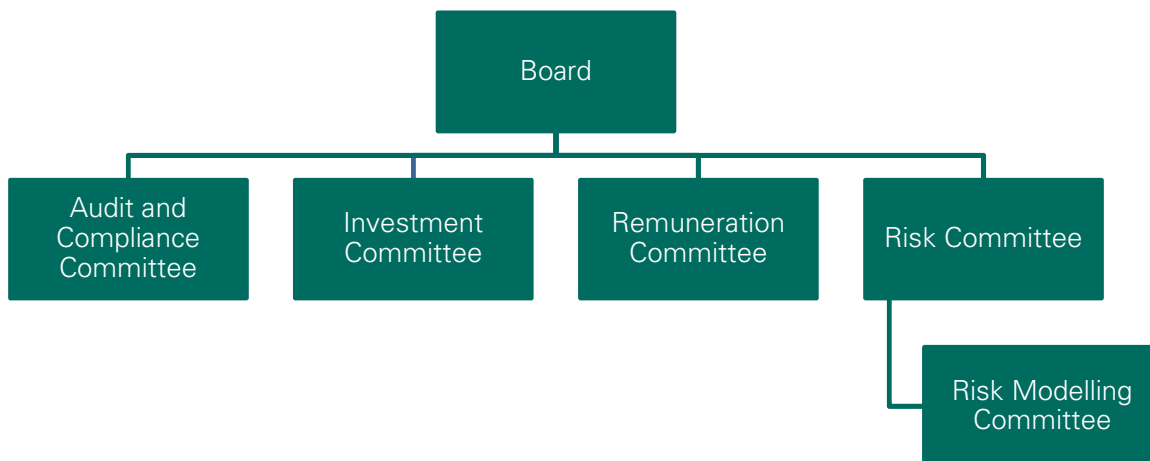 Board
Audit and
Compliance
Committee
Investment
Committee
Remuneration
Committee
Risk Committee
Risk Modelling
Committee